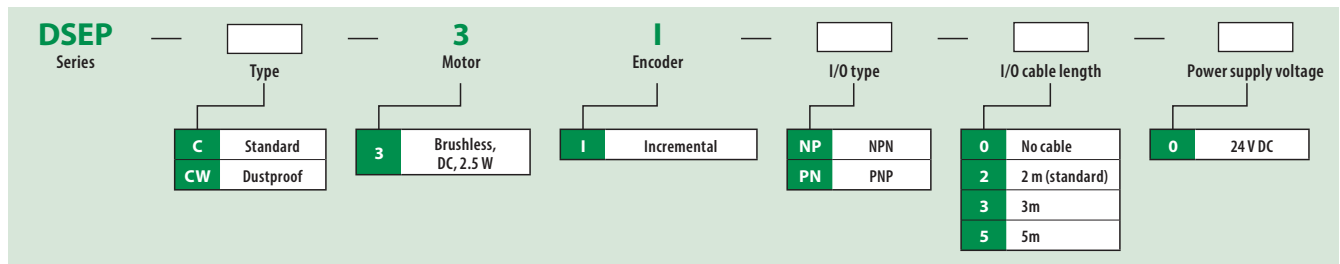 DSEP — — 3 I — — —
Series Type Motor Encoder I/O type I/O cable length Power supply voltage
C Standard
CW Dustproof
3 Brushless,
DC, 2.5 W
I Incremental
NP NPN
PN PNP
0 No cable
2 2 m (standard)
3 3m
5 5m
0 24 V DC